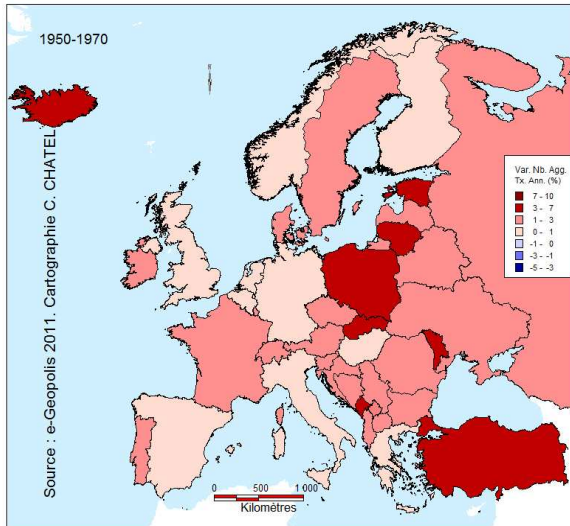 1950-1970
N
Source : e-Geopolis 2011. Cartographie C. CHATEL
Var. Nb. Agg.
Tx. Ann. (%)
7 - 10
3 - 7
1 - 3
0 - 1
-1 - 0
-3 - -1
-5 - -3
0 500 1 000
Kilomètres